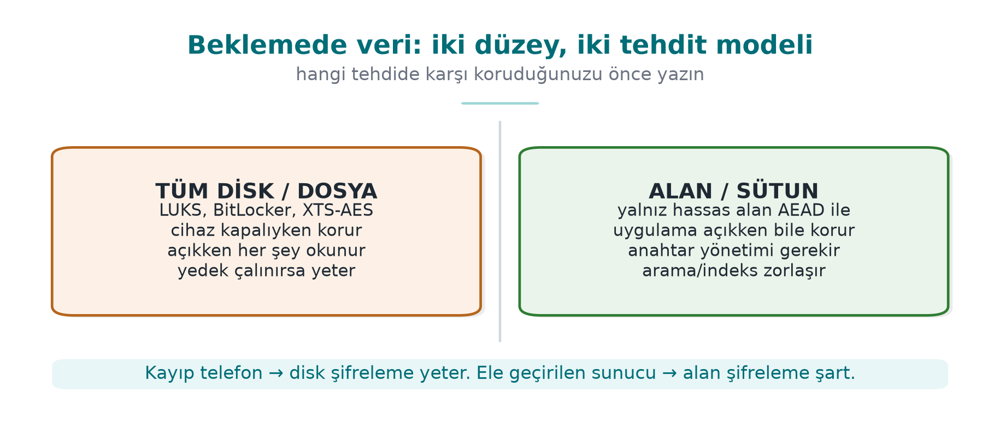 Beklemede veri: iki düzey, iki tehdit modeli
hangi tehdide karşı koruduğunuzu önce yazın
TÜM DİSK / DOSYA
LUKS, BitLocker, XTS-AES
cihaz kapalıyken korur
açıkken her şey okunur
yedek çalınırsa yeter
ALAN / SÜTUN
yalnız hassas alan AEAD ile
uygulama açıkken bile korur
anahtar yönetimi gerekir
arama/indeks zorlaşır
Kayıp telefon → disk şifreleme yeter. Ele geçirilen sunucu → alan şifreleme şart.